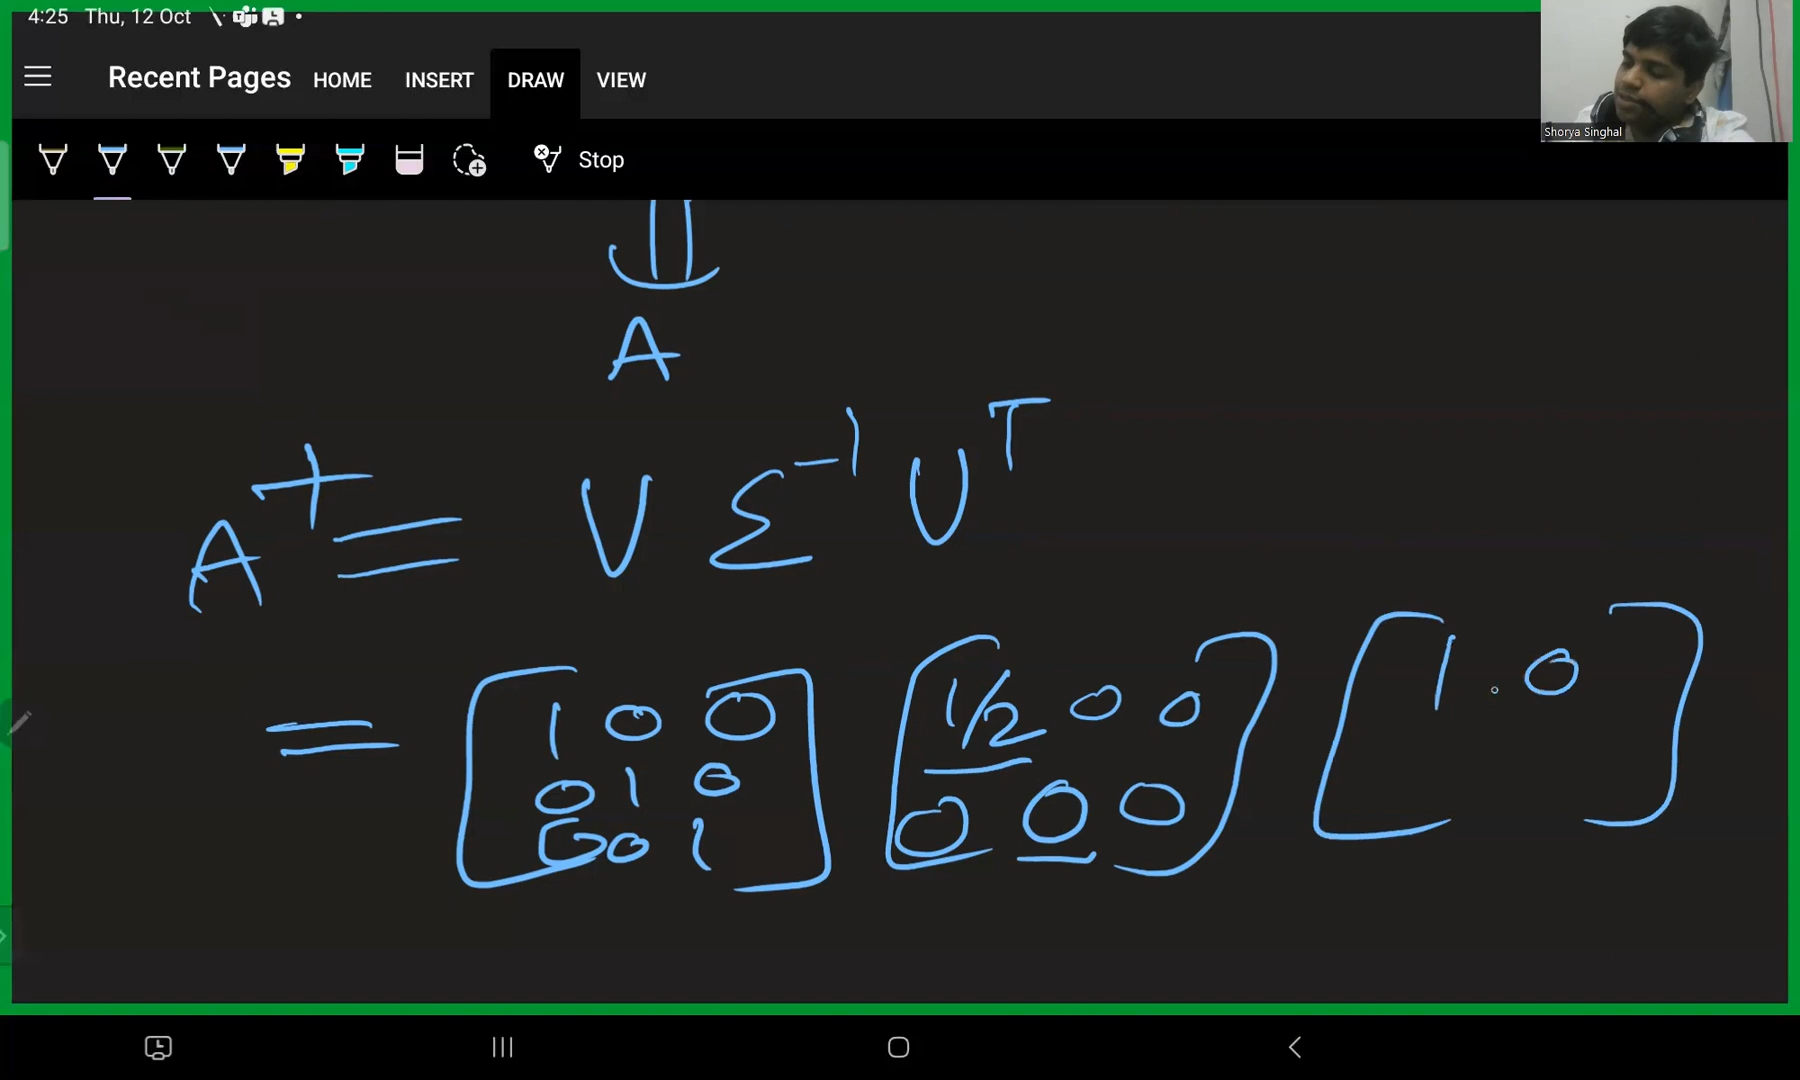 4:25 Thu, 12 Oct
Shorya Singhal
Recent Pages HOME INSERT DRAW VIEW
Stop
A
A⁺ = V Σ⁻¹ Uᵀ
= [1 0 0 [1/2 0 0 [1 0
0 1 0 0 0 0]
0 0 1] ]